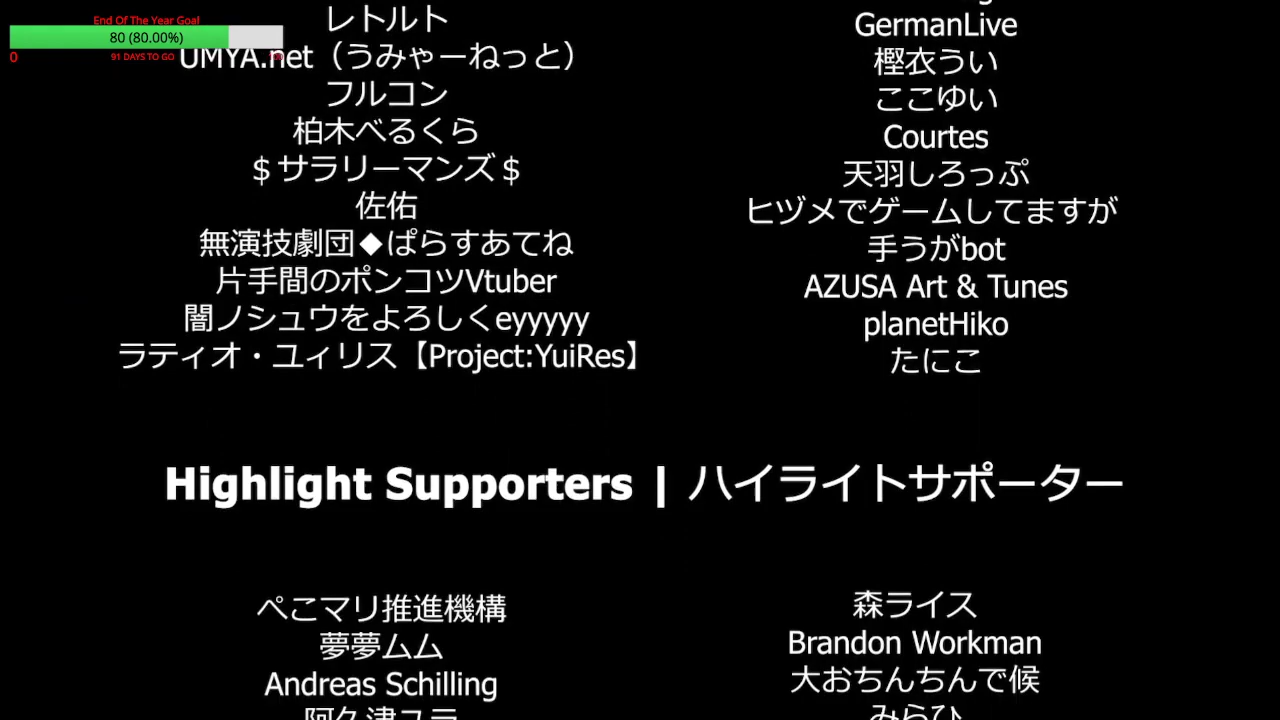 End Of The Year Goal
80 (80.00%)
0
91 DAYS TO GO
レトルト
UMYA.net（うみゃーねっと）
フルコン
柏木べるくら
＄サラリーマンズ＄
佐佑
無演技劇団◆ぱらすあてね
片手間のポンコツVtuber
闇ノシュウをよろしくeyyyyy
ラティオ・ユィリス【Project:YuiRes】
GermanLive
樫衣うい
ここゆい
Courtes
天羽しろっぷ
ヒヅメでゲームしてますが
手うがbot
AZUSA Art & Tunes
planetHiko
たにこ
Highlight Supporters | ハイライトサポーター
ぺこマリ推進機構
夢夢ムム
Andreas Schilling
阿久津ユラ
森ライス
Brandon Workman
大おちんちんで候
みらひ